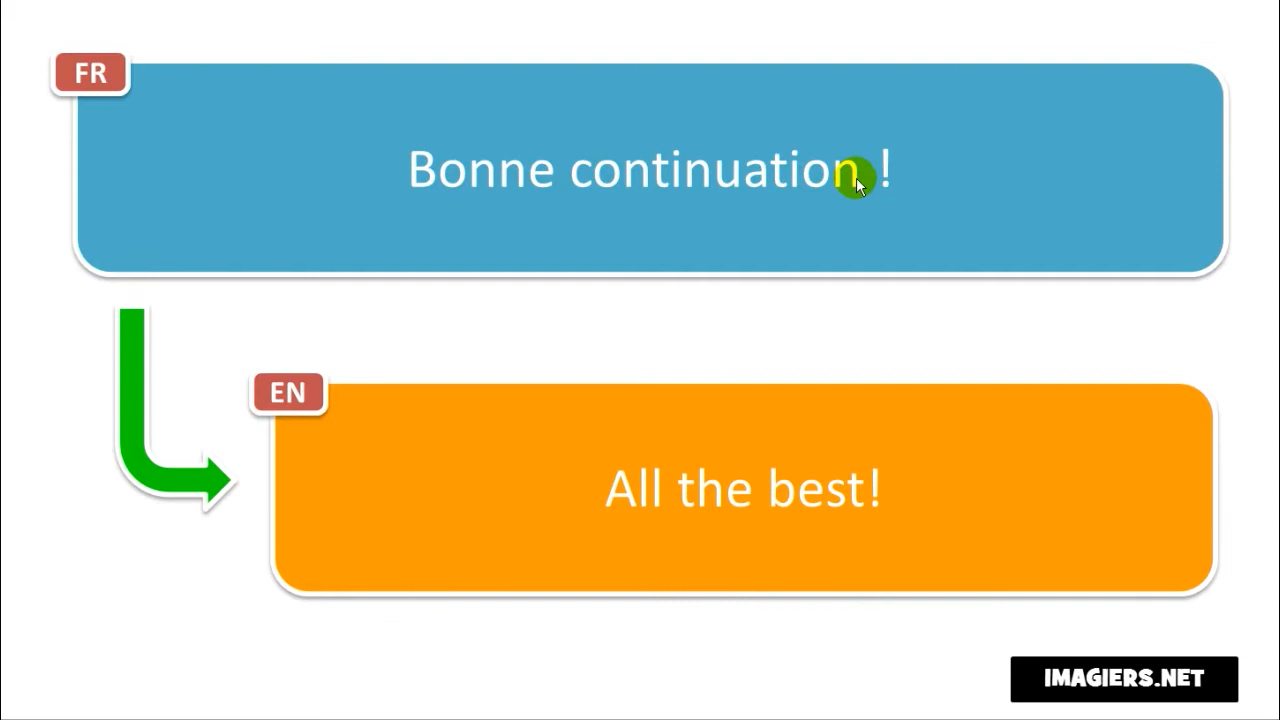 FR
Bonne continuation !
EN
All the best!
IMAGIERS.NET